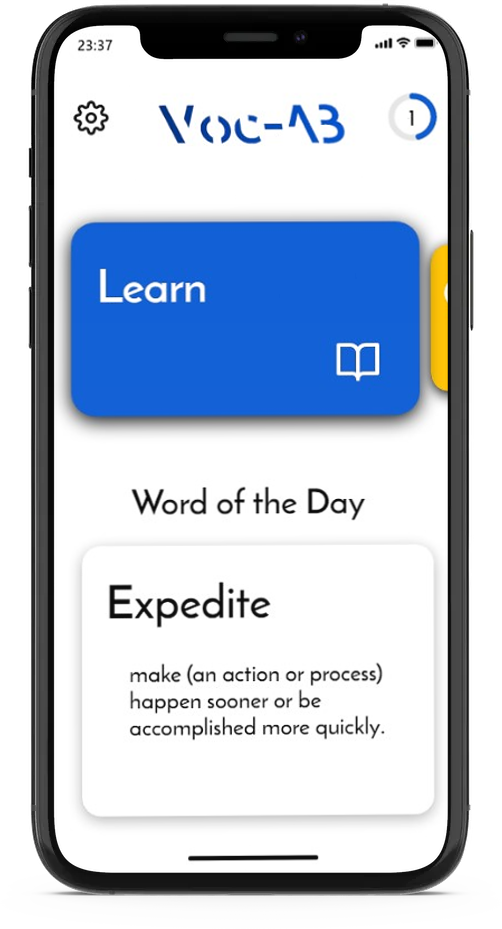 23:37
Voc-AB
1
Learn
Word of the Day
Expedite
make (an action or process)
happen sooner or be
accomplished more quickly.